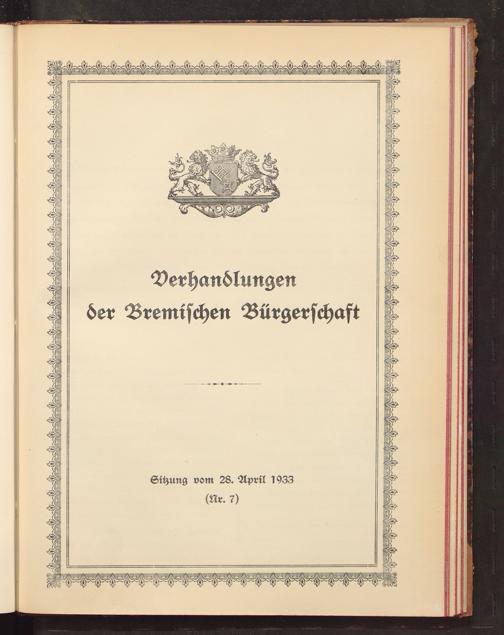 Verhandlungen
der Bremischen Bürgerschaft
Sitzung vom 28. April 1933
(Nr. 7)